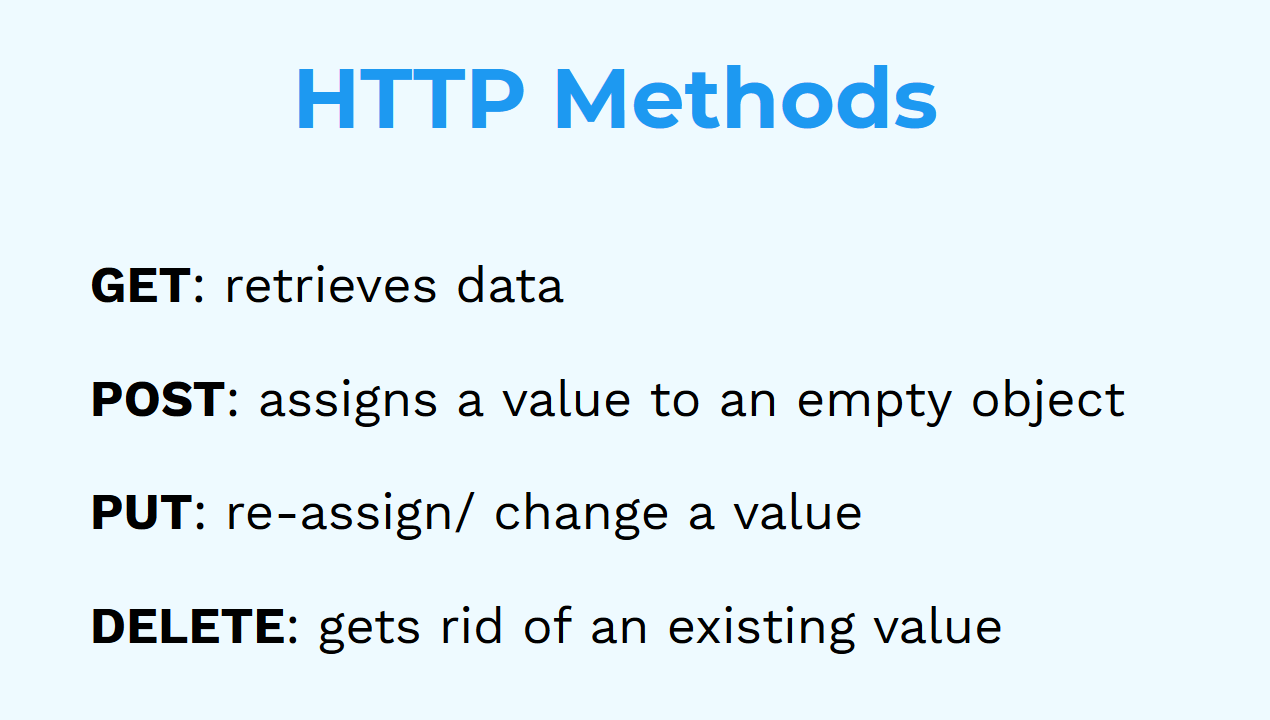 HTTP Methods
GET: retrieves data
POST: assigns a value to an empty object
PUT: re-assign/ change a value
DELETE: gets rid of an existing value